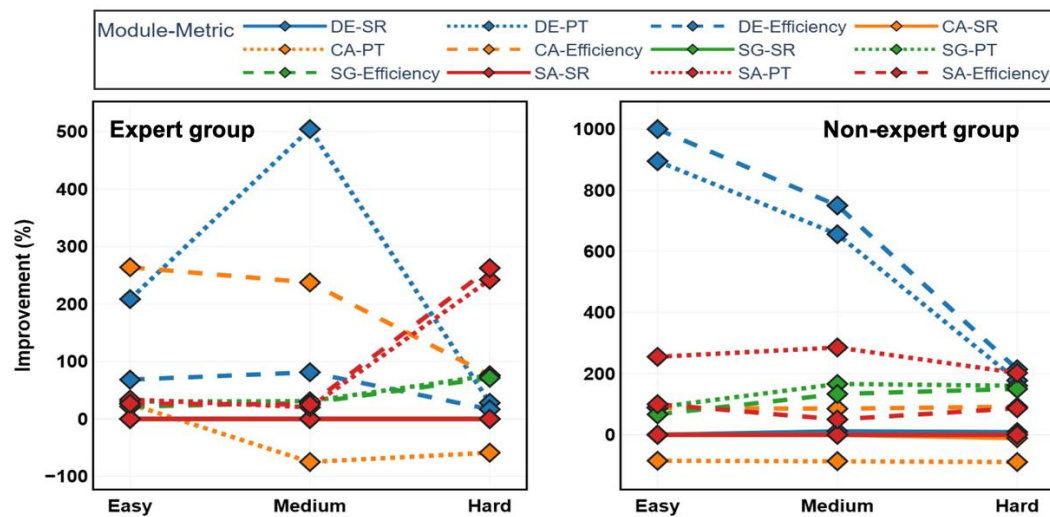 Module-Metric DE-SR DE-PT DE-Efficiency CA-SR
CA-PT CA-Efficiency SG-SR SG-PT
SG-Efficiency SA-SR SA-PT SA-Efficiency
Expert group
Improvement (%)
500
400
300
200
100
0
−100
Easy Medium Hard
Non-expert group
1000
800
600
400
200
0
Easy Medium Hard